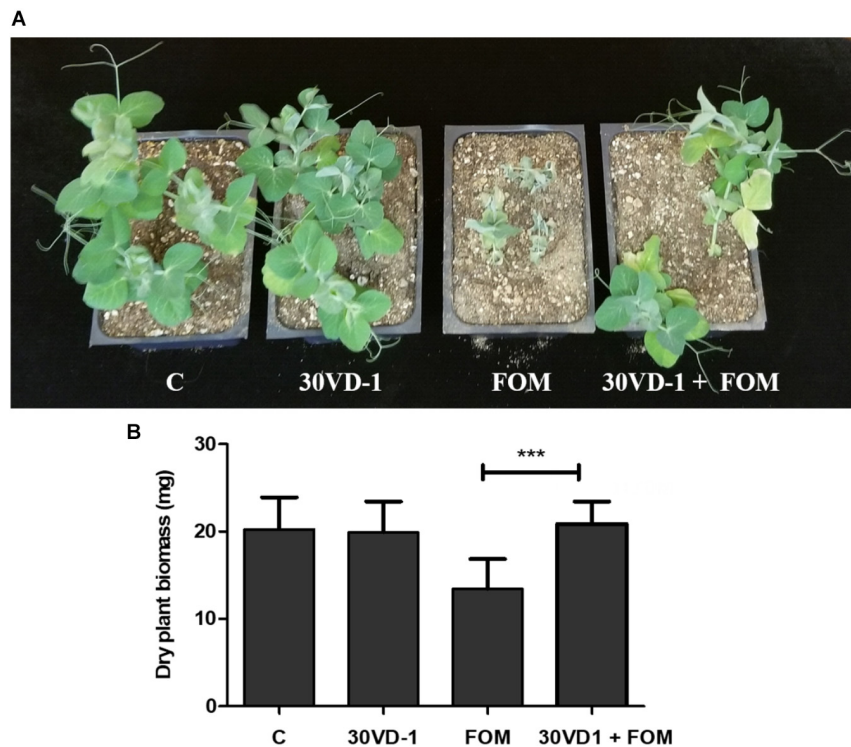 A
C 30VD-1 FOM 30VD-1 + FOM
B
30
20
10
0
Dry plant biomass (mg)
***
C 30VD-1 FOM 30VD1 + FOM